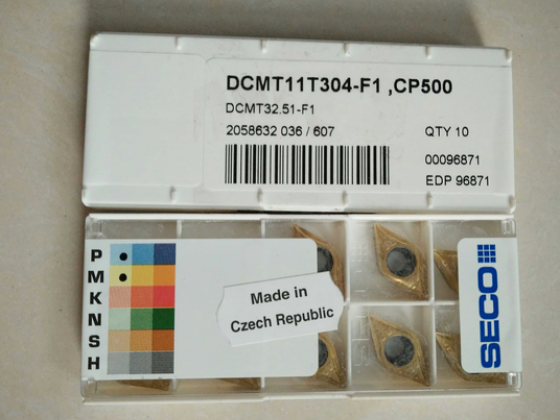 DCMT11T304-F1 ,CP500
DCMT32.51-F1
2058632 036 / 607
QTY 10
00096871
EDP 96871
P
M
K
N
S
H
Made in
Czech Republic
SECO